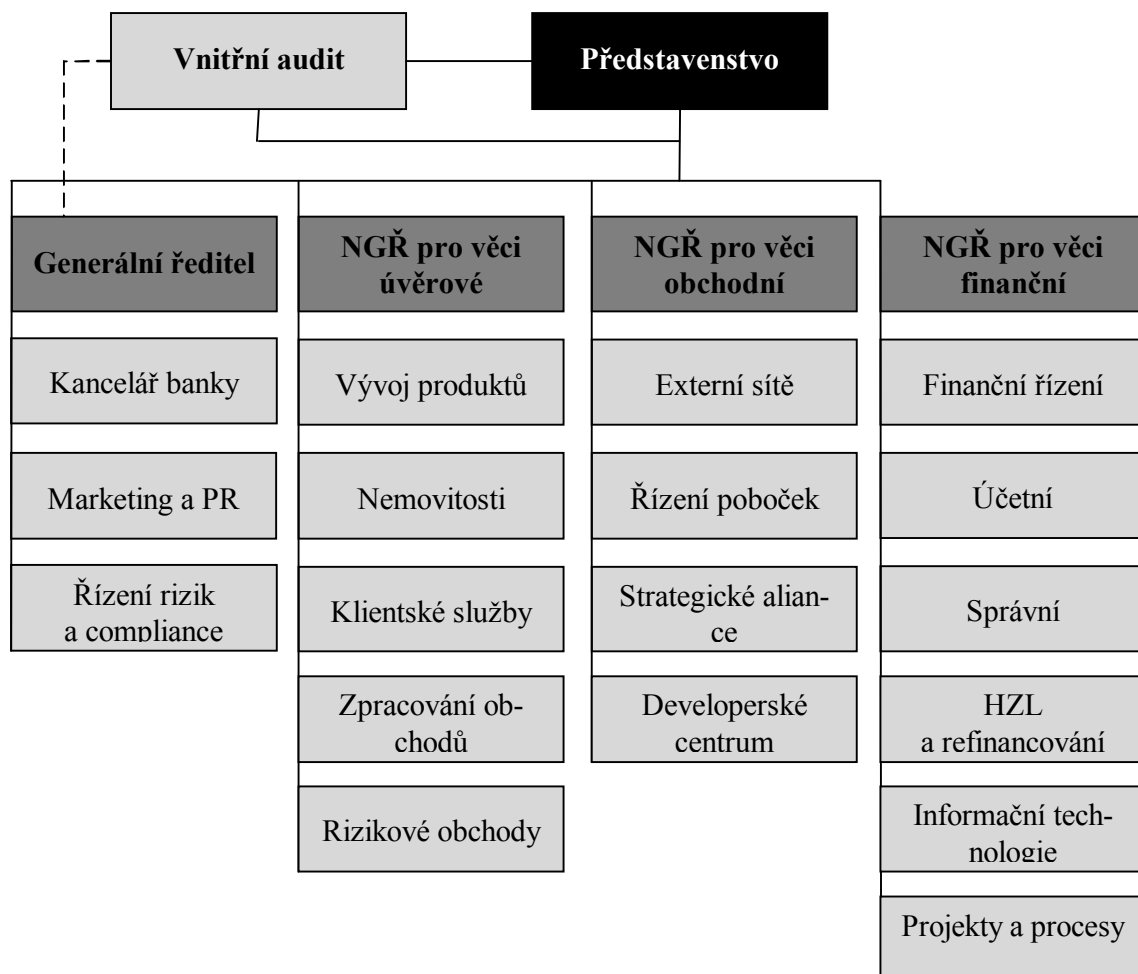 Vnitřní audit
Představenstvo
Generální ředitel
NGŘ pro věci
úvěrové
NGŘ pro věci
obchodní
NGŘ pro věci
finanční
Kancelář banky
Vývoj produktů
Externí sítě
Finanční řízení
Marketing a PR
Nemovitosti
Řízení poboček
Účetní
Řízení rizik
a compliance
Klientské služby
Strategické alian-
ce
Správní
Zpracování ob-
chodů
Developerské
centrum
HZL
a refinancování
Rizikové obchody
Informační tech-
nologie
Projekty a procesy